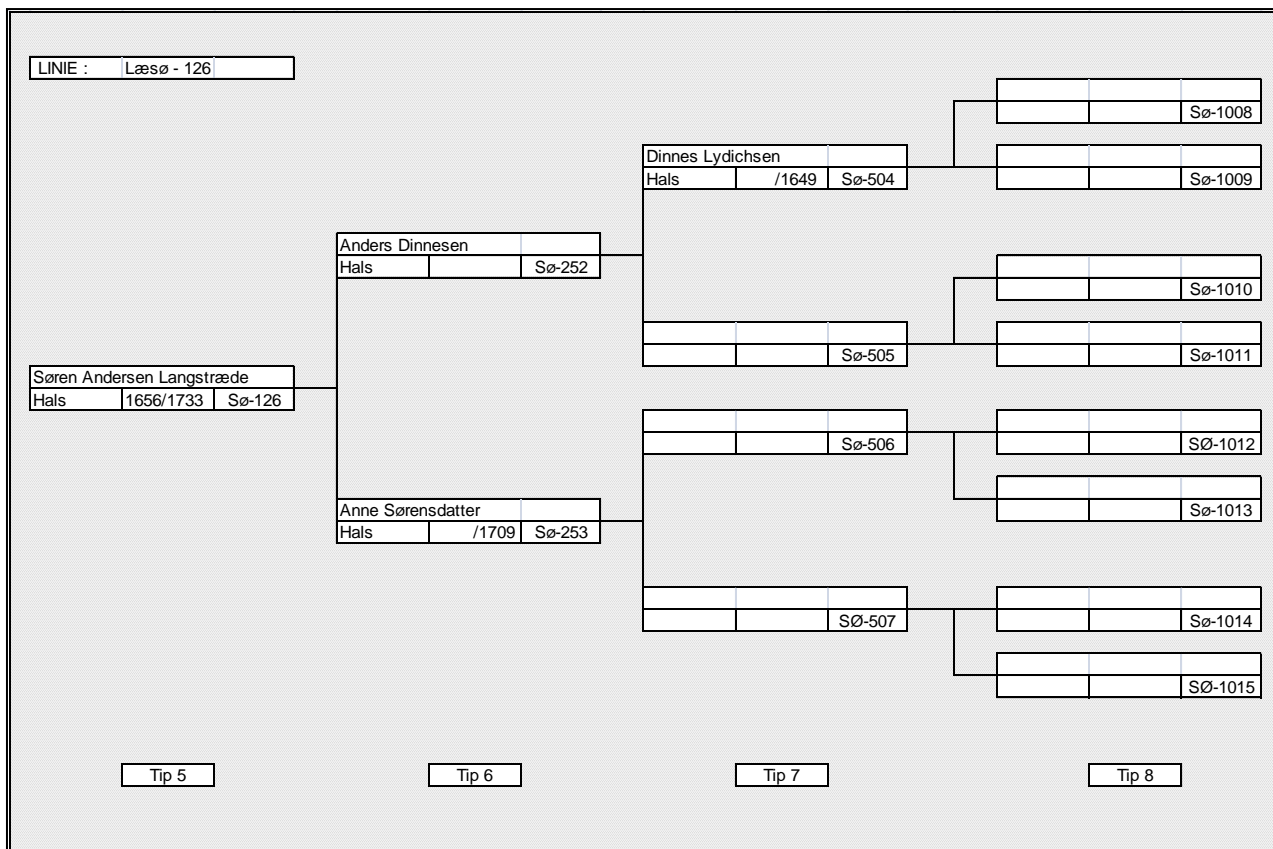 LINIE : Læsø - 126
Sø-1008
Dinnes Lydichsen
Hals /1649 Sø-504
Sø-1009
Anders Dinnesen
Hals Sø-252
Sø-1010
Sø-505
Sø-1011
Søren Andersen Langstræde
Hals 1656/1733 Sø-126
Sø-506
SØ-1012
Sø-1013
Anne Sørensdatter
Hals /1709 Sø-253
SØ-507
Sø-1014
SØ-1015
Tip 5 Tip 6 Tip 7 Tip 8